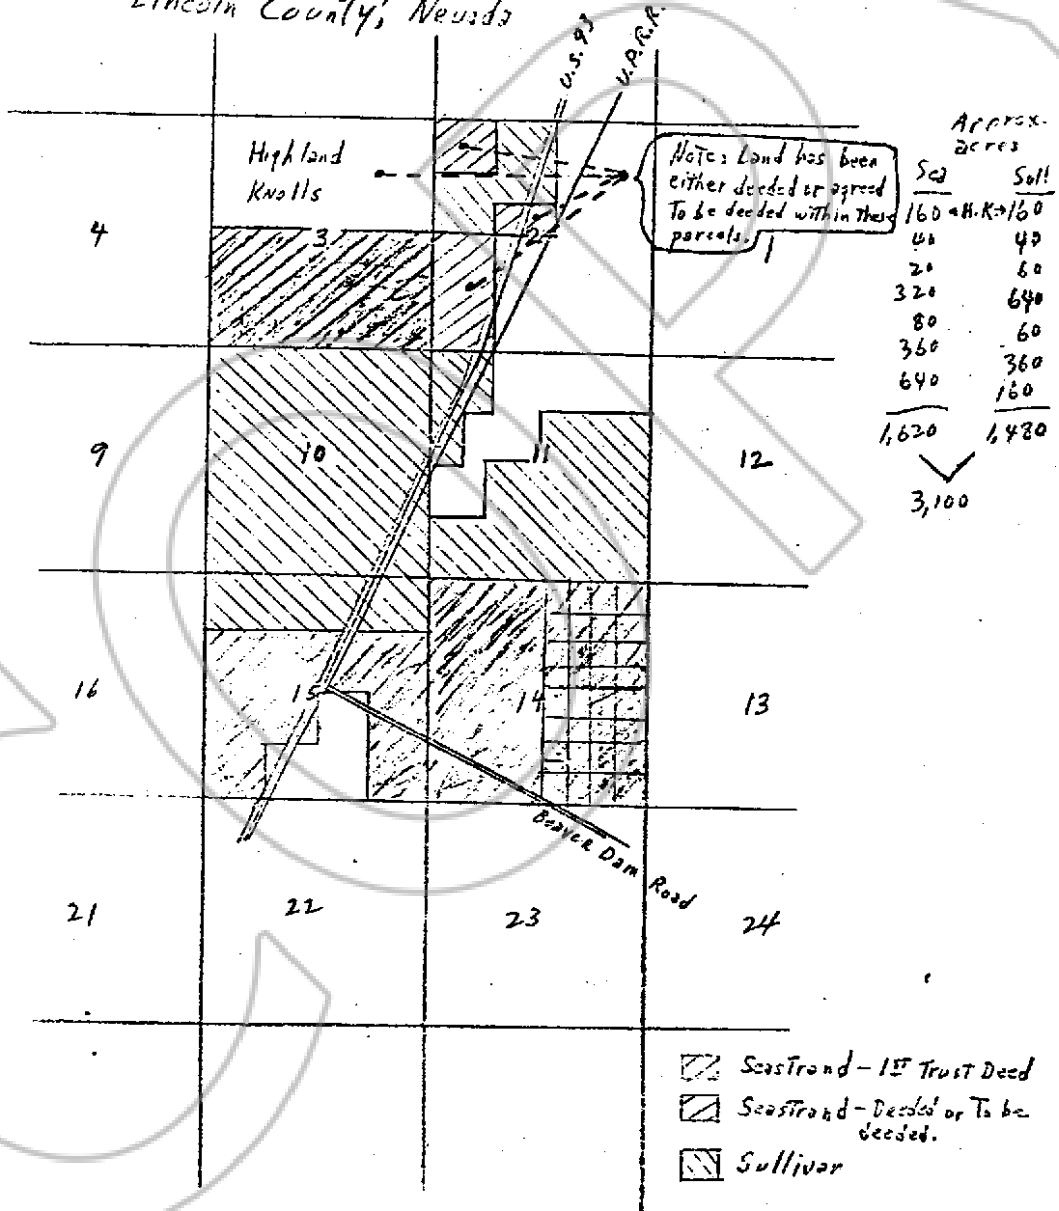 Lincoln County, Nevada
U.S. 93
U.P.R.R.
Highland
Knolls
Note: Land has been
either deeded or agreed
To be deeded within these
parcels.
Approx.
acres
Sea Sull
160 ← H.K → 160
40 40
20 60
320 640
80 60
360 360
640 160
1,620 1,480
3,100
4 3 2 1
9 10 11 12
16 15 14 13
Beaver Dam Road
21 22 23 24
Seastrand - 1ST Trust Deed
Seastrand - Deeded or To be
deeded.
Sullivan